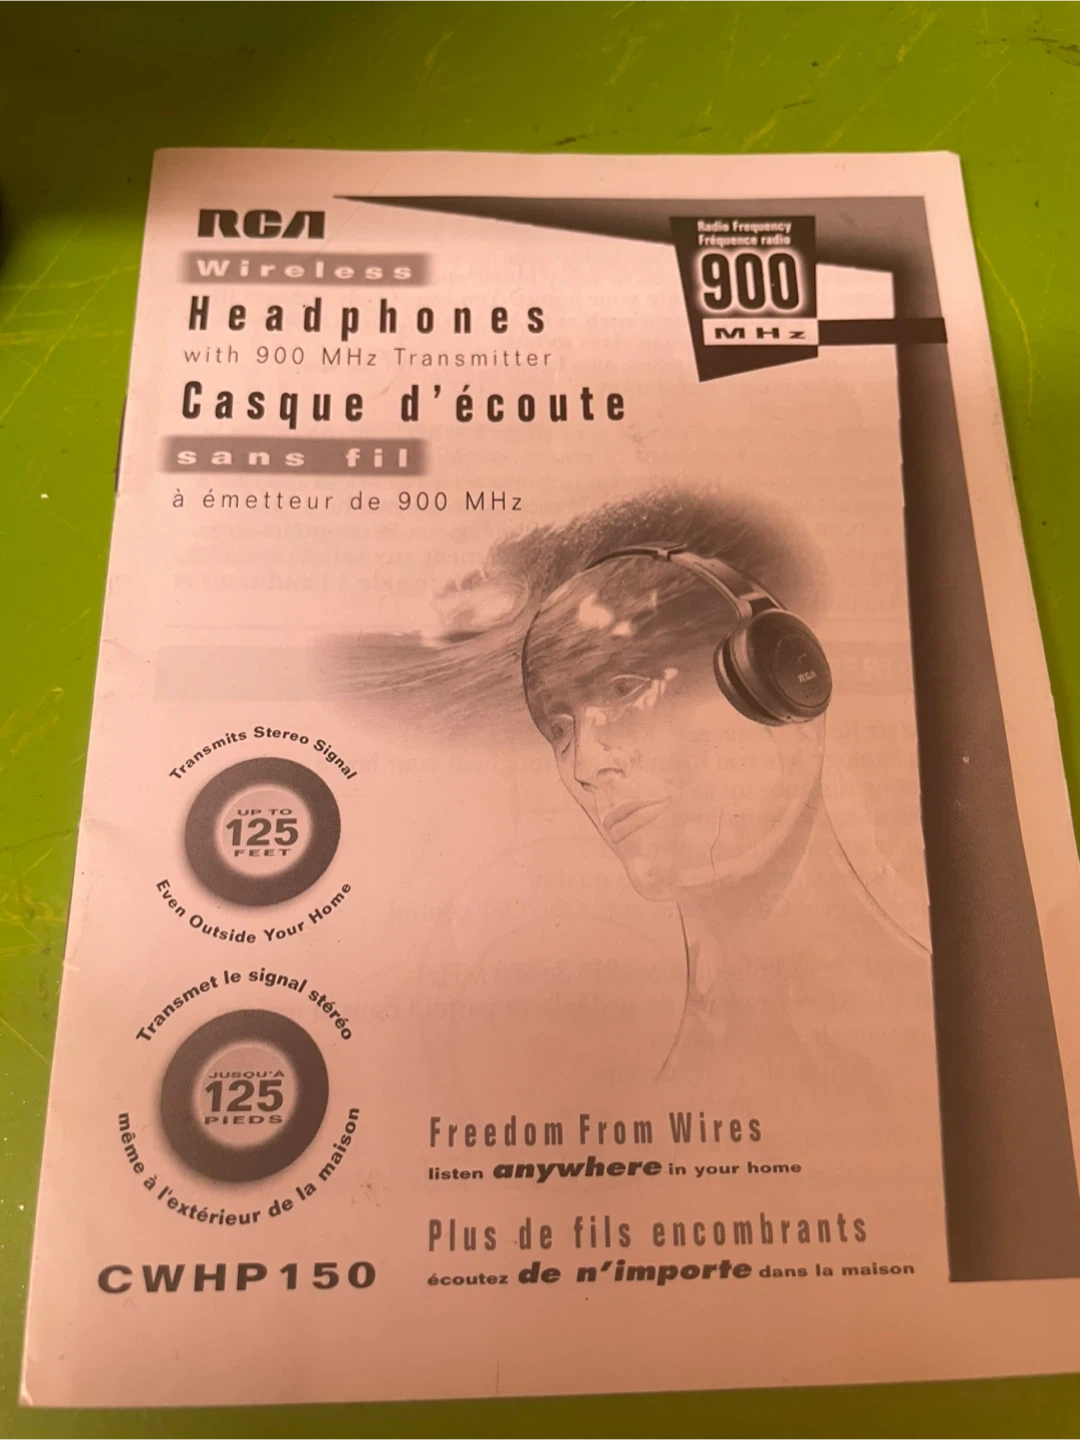 RCA
Wireless
Headphones
with 900 MHz Transmitter
Casque d'écoute
sans fil
à émetteur de 900 MHz
Radio Frequency
Fréquence radio
900
MHz
RCA
Transmits Stereo Signal
UP TO
125
FEET
Even Outside Your Home
Transmet le signal stéréo
JUSQU'À
125
PIEDS
même à l'extérieur de la maison
CWHP150
Freedom From Wires
listen anywhere in your home
Plus de fils encombrants
écoutez de n'importe dans la maison